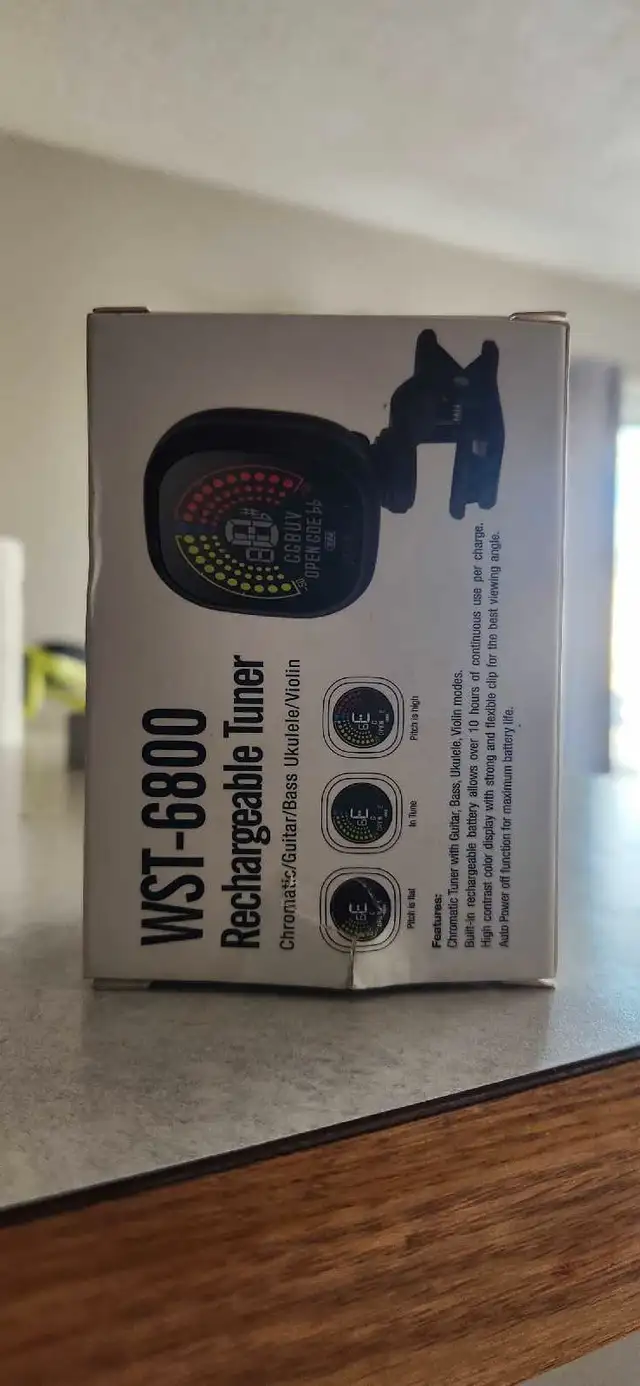 WST-6800
Rechargeable Tuner
Chromatic/Guitar/Bass Ukulele/Violin
Pitch is flat
In Tune
Pitch is high
Features:
Chromatic Tuner with Guitar, Bass, Ukulele, Violin modes.
Built-in rechargeable battery allows over 10 hours of continuous use per charge.
High contrast color display with strong and flexible clip for the best viewing angle.
Auto Power off function for maximum battery life.
CGBUV
OPEN